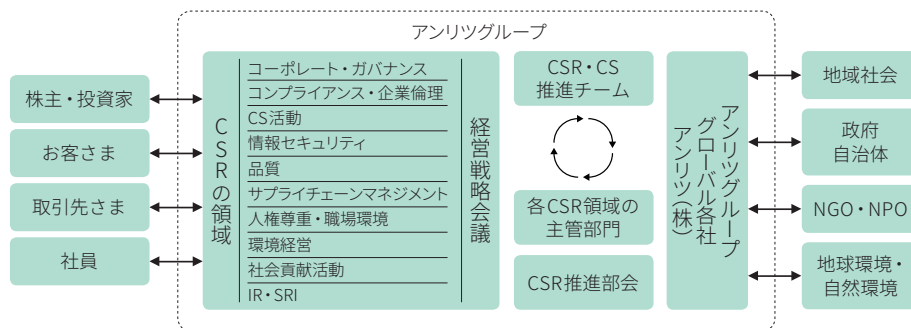 アンリツグループ
株主・投資家
お客さま
取引先さま
社員
CSRの領域
コーポレート・ガバナンス
コンプライアンス・企業倫理
CS活動
情報セキュリティ
品質
サプライチェーンマネジメント
人権尊重・職場環境
環境経営
社会貢献活動
IR・SRI
経営戦略会議
CSR・CS
推進チーム
各CSR領域の
主管部門
CSR推進部会
アンリツグループ
グローバル各社
アンリツ(株)
地域社会
政府
自治体
NGO・NPO
地球環境・
自然環境